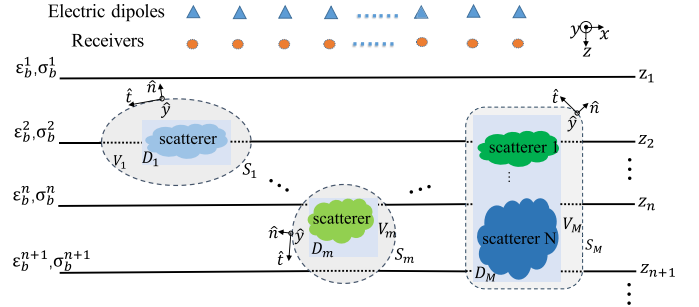 Electric dipoles
Receivers
y x
z
ε_b^1,σ_b^1 z_1
n̂
t̂ ŷ
t̂ n̂
ŷ
ε_b^2,σ_b^2 scatterer scatterer 1 z_2
V_1 D_1 S_1
ε_b^n,σ_b^n z_n
scatterer V_m
n̂ ŷ
scatterer N V_M
t̂ D_m S_m S_M
ε_b^{n+1},σ_b^{n+1} D_M z_{n+1}